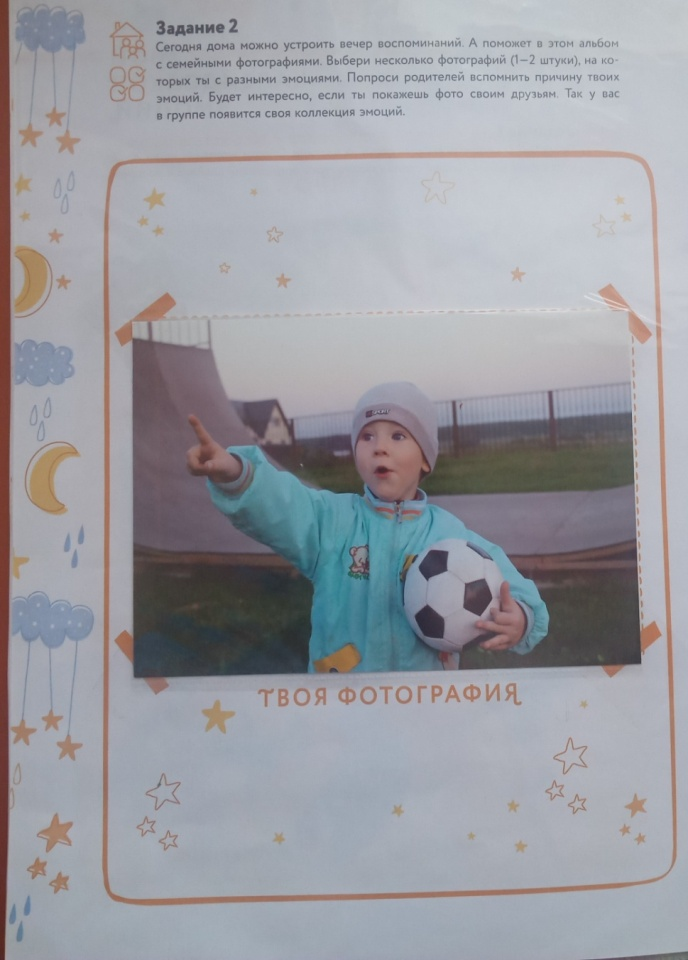 Задание 2
Сегодня дома можно устроить вечер воспоминаний. А поможет в этом альбом
с семейными фотографиями. Выбери несколько фотографий (1—2 штуки), на ко-
торых ты с разными эмоциями. Попроси родителей вспомнить причину твоих
эмоций. Будет интересно, если ты покажешь фото своим друзьям. Так у вас
в группе появится своя коллекция эмоций.
ТВОЯ ФОТОГРАФИЯ